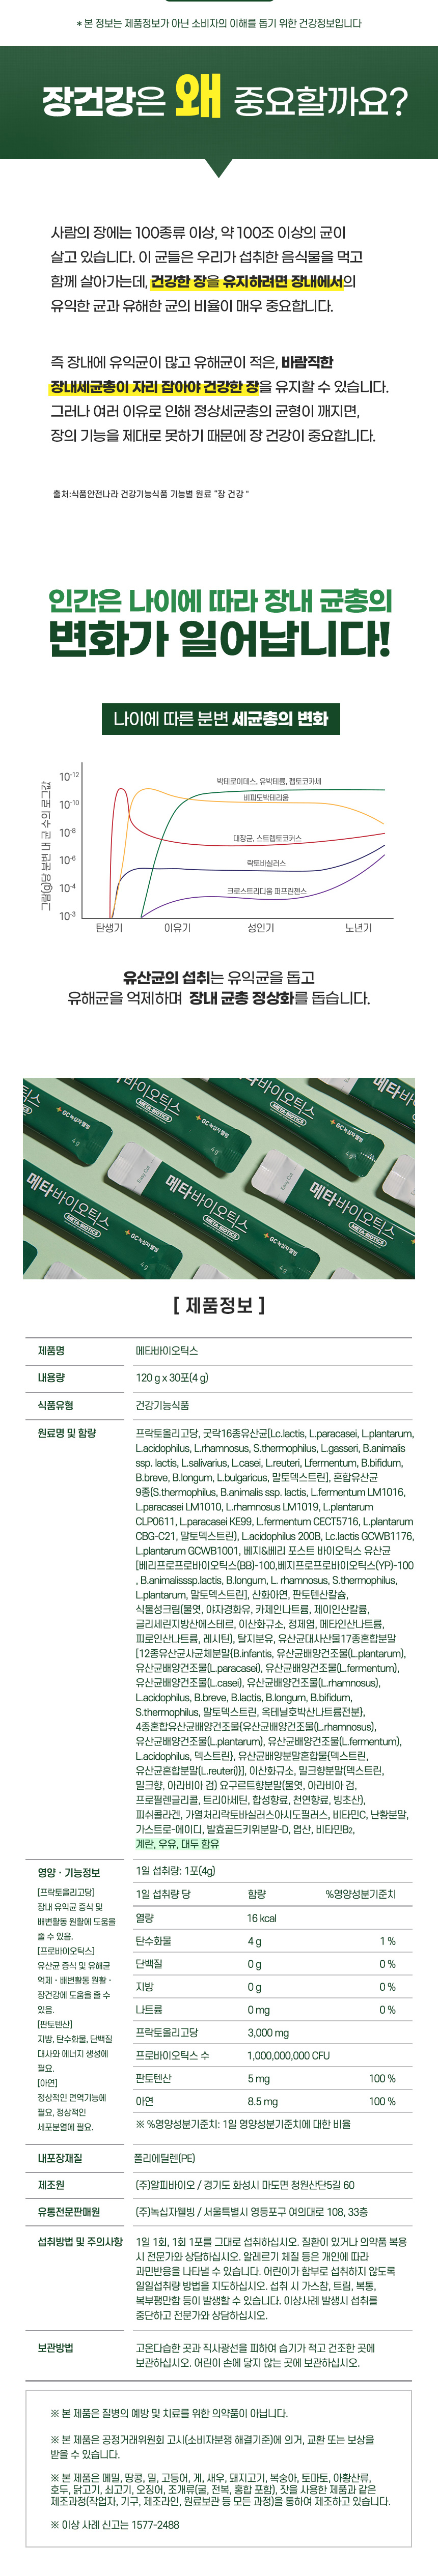 * 본 정보는 제품정보가 아닌 소비자의 이해를 돕기 위한 건강정보입니다
장건강은 왜 중요할까요?
사람의 장에는 100종류 이상, 약 100조 이상의 균이
살고 있습니다. 이 균들은 우리가 섭취한 음식물을 먹고
함께 살아가는데, 건강한 장을 유지하려면 장내에서의
유익한 균과 유해한 균의 비율이 매우 중요합니다.
즉 장내에 유익균이 많고 유해균이 적은, 바람직한
장내세균총이 자리 잡아야 건강한 장을 유지할 수 있습니다.
그러나 여러 이유로 인해 정상세균총의 균형이 깨지면,
장의 기능을 제대로 못하기 때문에 장 건강이 중요합니다.
출처:식품안전나라 건강기능식품 기능별 원료 "장 건강 "
인간은 나이에 따라 장내 균총의
변화가 일어납니다!
나이에 따른 분변 세균총의 변화
그람(g)당 분변 내 균 수의 로그값
10-12
10-10
10-8
10-6
10-4
10-3
박테로이데스, 유박테륨, 펩토코카세
비피도박테리움
대장균, 스트렙토코커스
락토바실러스
크로스트리디움 퍼프린젠스
탄생기 이유기 성인기 노년기
유산균의 섭취는 유익균을 돕고
유해균을 억제하며 장내 균총 정상화를 돕습니다.
메타바이오틱스
META-BIOTICS
GC녹십자웰빙
4 g
Easy Cut
[ 제품정보 ]
제품명 메타바이오틱스
내용량 120 g x 30포(4 g)
식품유형 건강기능식품
원료명 및 함량 프락토올리고당, 굿락16종유산균[Lc.lactis, L.paracasei, L.plantarum,
L.acidophilus, L.rhamnosus, S.thermophilus, L.gasseri, B.animalis
ssp. lactis, L.salivarius, L.casei, L.reuteri, L.fermentum, B.bifidum,
B.breve, B.longum, L.bulgaricus, 말토덱스트린], 혼합유산균
9종(S.thermophilus, B.animalis ssp. lactis, L.fermentum LM1016,
L.paracasei LM1010, L.rhamnosus LM1019, L.plantarum
CLP0611, L.paracasei KE99, L.fermentum CECT5716, L.plantarum
CBG-C21, 말토덱스트린), L.acidophilus 200B, Lc.lactis GCWB1176,
L.plantarum GCWB1001, 베지&베리 포스트 바이오틱스 유산균
[베리프로프로바이오틱스(BB)-100,베지프로프로바이오틱스(YP)-100
, B.animalisssp.lactis, B.longum, L. rhamnosus, S.thermophilus,
L.plantarum, 말토덱스트린], 산화아연, 판토텐산칼슘,
식물성크림(물엿, 야자경화유, 카제인나트륨, 제이인산칼륨,
글리세린지방산에스테르, 이산화규소, 정제염, 메타인산나트륨,
피로인산나트륨, 레시틴), 탈지분유, 유산균대사산물17종혼합분말
[12종유산균사균체분말{B.infantis, 유산균배양건조물(L.plantarum),
유산균배양건조물(L.paracasei), 유산균배양건조물(L.fermentum),
유산균배양건조물(L.casei), 유산균배양건조물(L.rhamnosus),
L.acidophilus, B.breve, B.lactis, B.longum, B.bifidum,
S.thermophilus, 말토덱스트린, 옥테닐호박산나트륨전분},
4종혼합유산균배양건조물{유산균배양건조물(L.rhamnosus),
유산균배양건조물(L.plantarum), 유산균배양건조물(L.fermentum),
L.acidophilus, 덱스트린}, 유산균배양분말혼합물{덱스트린,
유산균혼합분말(L.reuteri)}], 이산화규소, 밀크향분말(덱스트린,
밀크향, 아라비아 검) 요구르트향분말(물엿, 아라비아 검,
프로필렌글리콜, 트리아세틴, 합성향료, 천연향료, 빙초산),
피쉬콜라겐, 가열처리락토바실러스아시도필러스, 비타민C, 난황분말,
가스트로-에이디, 발효골드키위분말-D, 엽산, 비타민B2,
계란, 우유, 대두 함유
영양 · 기능정보
[프락토올리고당]
장내 유익균 증식 및
배변활동 원활에 도움을
줄 수 있음.
[프로바이오틱스]
유산균 증식 및 유해균
억제 · 배변활동 원활 ·
장건강에 도움을 줄 수
있음.
[판토텐산]
지방, 탄수화물, 단백질
대사와 에너지 생성에
필요.
[아연]
정상적인 면역기능에
필요, 정상적인
세포분열에 필요.
1일 섭취량: 1포(4g)
1일 섭취량 당 함량 %영양성분기준치
열량 16 kcal
탄수화물 4 g 1 %
단백질 0 g 0 %
지방 0 g 0 %
나트륨 0 mg 0 %
프락토올리고당 3,000 mg
프로바이오틱스 수 1,000,000,000 CFU
판토텐산 5 mg 100 %
아연 8.5 mg 100 %
※ %영양성분기준치: 1일 영양성분기준치에 대한 비율
내포장재질 폴리에틸렌(PE)
제조원 (주)알피바이오 / 경기도 화성시 마도면 청원산단5길 60
유통전문판매원 (주)녹십자웰빙 / 서울특별시 영등포구 여의대로 108, 33층
섭취방법 및 주의사항 1일 1회, 1회 1포를 그대로 섭취하십시오. 질환이 있거나 의약품 복용
시 전문가와 상담하십시오. 알레르기 체질 등은 개인에 따라
과민반응을 나타낼 수 있습니다. 어린이가 함부로 섭취하지 않도록
일일섭취량 방법을 지도하십시오. 섭취 시 가스참, 트림, 복통,
복부팽만함 등이 발생할 수 있습니다. 이상사례 발생시 섭취를
중단하고 전문가와 상담하십시오.
보관방법 고온다습한 곳과 직사광선을 피하여 습기가 적고 건조한 곳에
보관하십시오. 어린이 손에 닿지 않는 곳에 보관하십시오.
※ 본 제품은 질병의 예방 및 치료를 위한 의약품이 아닙니다.
※ 본 제품은 공정거래위원회 고시(소비자분쟁 해결기준)에 의거, 교환 또는 보상을
받을 수 있습니다.
※ 본 제품은 메밀, 땅콩, 밀, 고등어, 게, 새우, 돼지고기, 복숭아, 토마토, 아황산류,
호두, 닭고기, 쇠고기, 오징어, 조개류(굴, 전복, 홍합 포함), 잣을 사용한 제품과 같은
제조과정(작업자, 기구, 제조라인, 원료보관 등 모든 과정)을 통하여 제조하고 있습니다.
※ 이상 사례 신고는 1577-2488